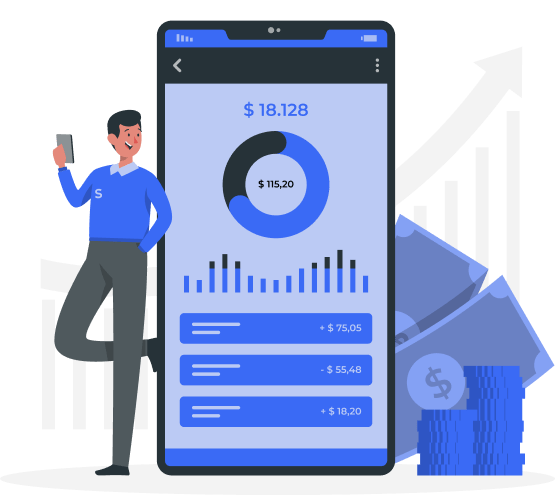 $ 18.128
$ 115,20
S
+ $ 75,05
- $ 55,48
+ $ 18,20
$